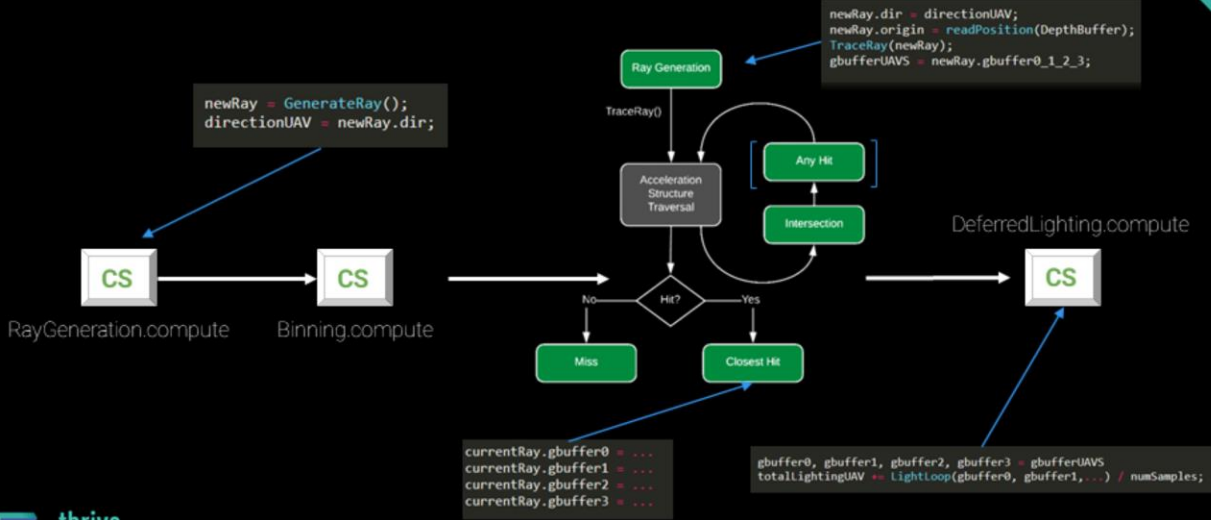 newRay.dir = directionUAV;
newRay.origin = readPosition(DepthBuffer);
TraceRay(newRay);
gbufferUAVS = newRay.gbuffer0_1_2_3;
Ray Generation
newRay = GenerateRay();
directionUAV = newRay.dir;
TraceRay()
Any Hit
Acceleration
Structure
Traversal
Intersection
DeferredLighting.compute
CS
CS
CS
RayGeneration.compute
Binning.compute
No
Hit?
Yes
Miss
Closest Hit
currentRay.gbuffer0 = ...
currentRay.gbuffer1 = ...
currentRay.gbuffer2 = ...
currentRay.gbuffer3 = ...
gbuffer0, gbuffer1, gbuffer2, gbuffer3 = gbufferUAVS
totalLightingUAV += LightLoop(gbuffer0, gbuffer1,...) / numSamples;
thrive